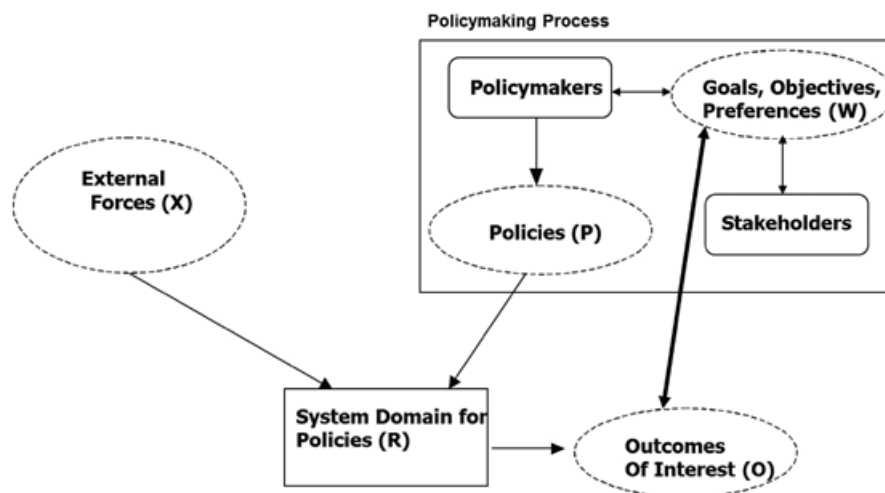 Policymaking Process
Policymakers
Goals, Objectives,
Preferences (W)
External
Forces (X)
Policies (P)
Stakeholders
System Domain for
Policies (R)
Outcomes
Of Interest (O)